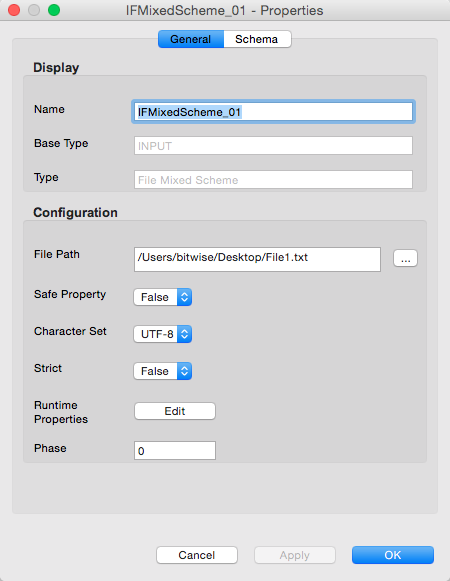 IFMixedScheme_01 - Properties
General Schema
Display
Name IFMixedScheme_01
Base Type INPUT
Type File Mixed Scheme
Configuration
File Path /Users/bitwise/Desktop/File1.txt ...
Safe Property False
Character Set UTF-8
Strict False
Runtime
Properties Edit
Phase 0
Cancel Apply OK